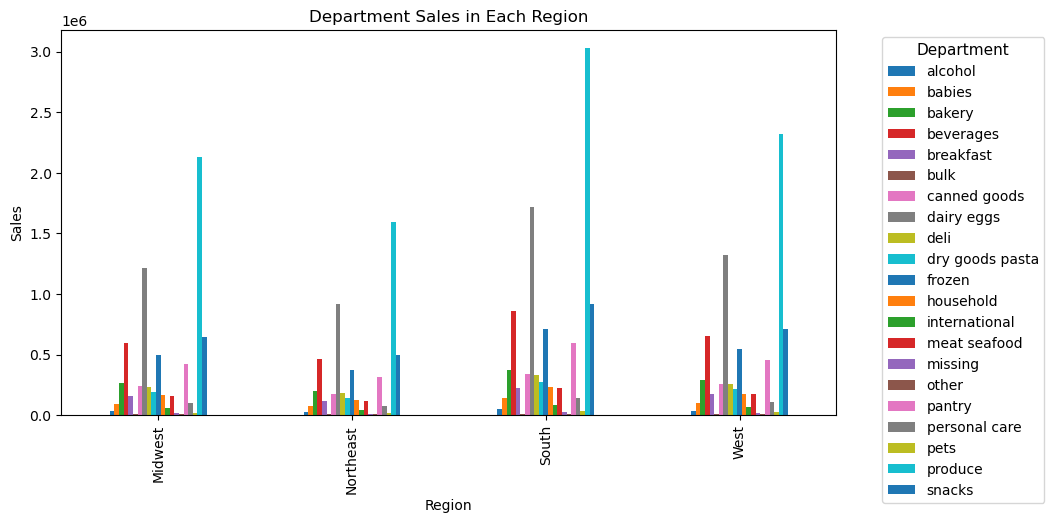 Department Sales in Each Region
1e6
3.0
2.5
2.0
1.5
1.0
0.5
0.0
Sales
Midwest
Northeast
South
West
Region
Department
alcohol
babies
bakery
beverages
breakfast
bulk
canned goods
dairy eggs
deli
dry goods pasta
frozen
household
international
meat seafood
missing
other
pantry
personal care
pets
produce
snacks